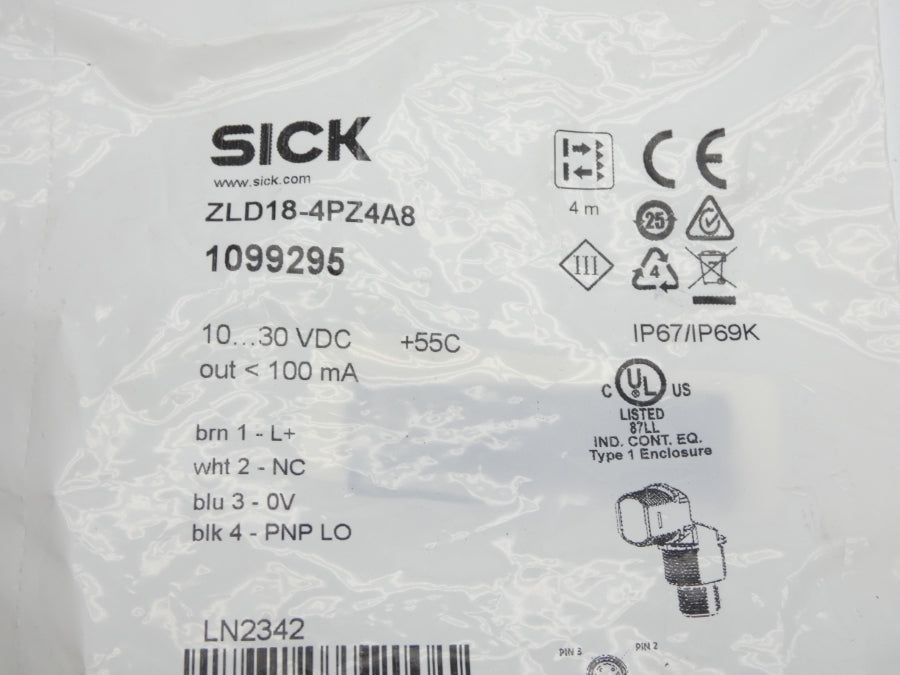 SICK
www.sick.com
ZLD18-4PZ4A8
1099295
4 m
CE
25
III
4
10...30 VDC +55C
out < 100 mA
IP67/IP69K
C UL US
®
LISTED
87LL
IND. CONT. EQ.
Type 1 Enclosure
brn 1 - L+
wht 2 - NC
blu 3 - 0V
blk 4 - PNP LO
LN2342
PIN 3
PIN 2